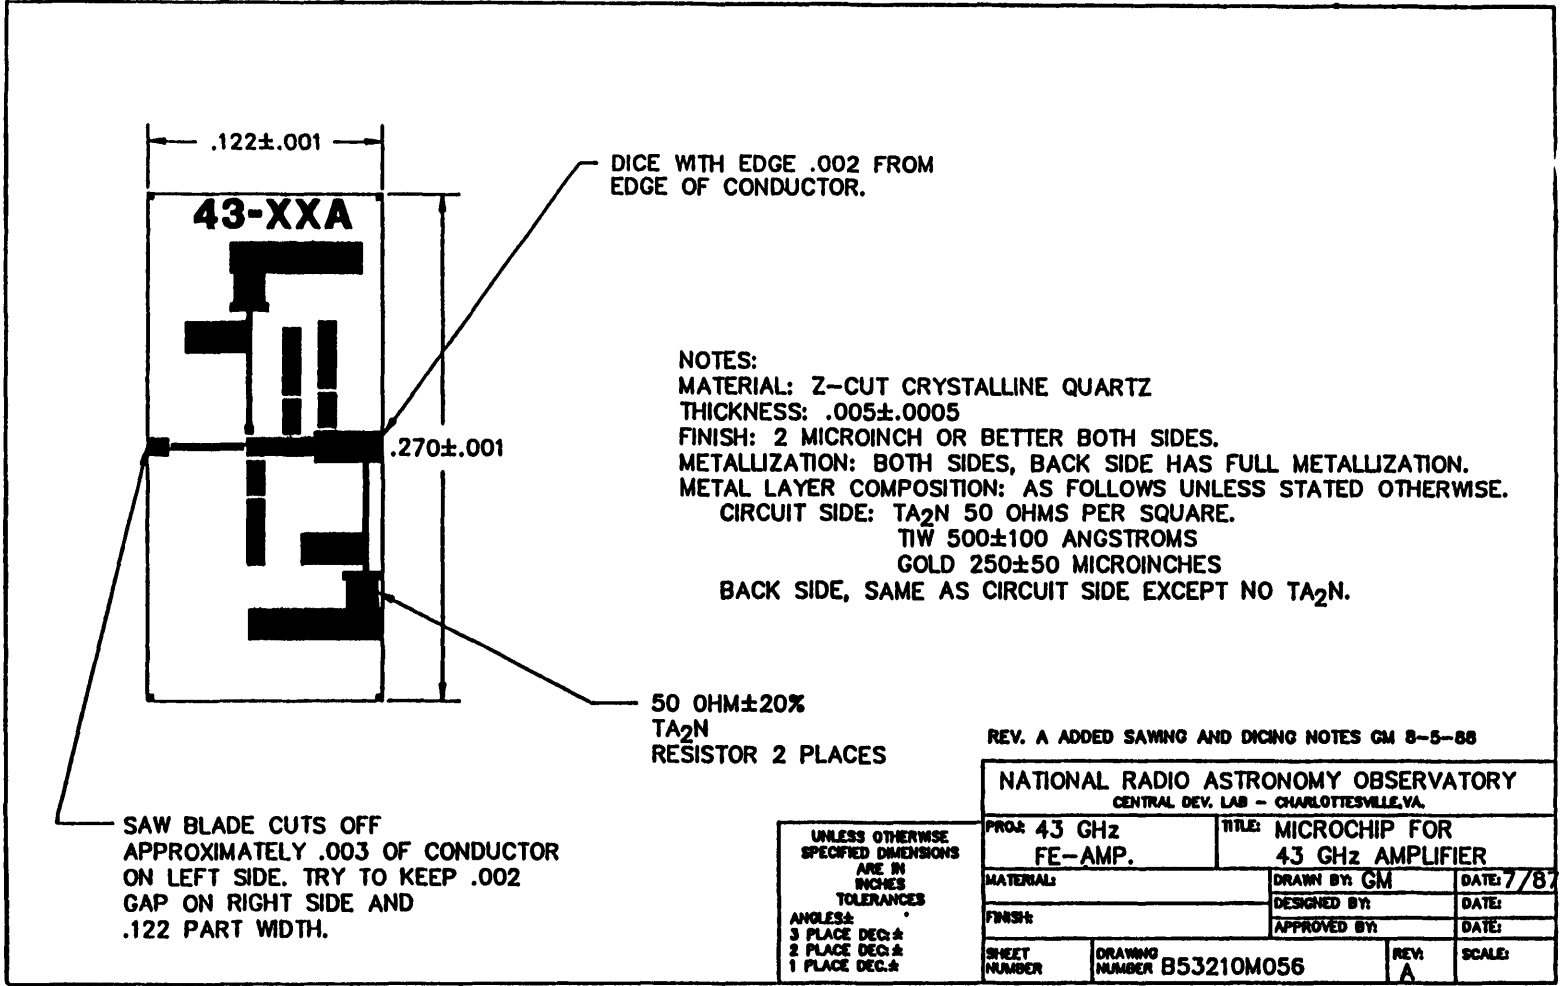 .122±.001
43-XXA
DICE WITH EDGE .002 FROM
EDGE OF CONDUCTOR.
.270±.001
NOTES:
MATERIAL: Z-CUT CRYSTALLINE QUARTZ
THICKNESS: .005±.0005
FINISH: 2 MICROINCH OR BETTER BOTH SIDES.
METALLIZATION: BOTH SIDES, BACK SIDE HAS FULL METALLIZATION.
METAL LAYER COMPOSITION: AS FOLLOWS UNLESS STATED OTHERWISE.
CIRCUIT SIDE: TA₂N 50 OHMS PER SQUARE.
TIW 500±100 ANGSTROMS
GOLD 250±50 MICROINCHES
BACK SIDE, SAME AS CIRCUIT SIDE EXCEPT NO TA₂N.
50 OHM±20%
TA₂N
RESISTOR 2 PLACES
SAW BLADE CUTS OFF
APPROXIMATELY .003 OF CONDUCTOR
ON LEFT SIDE. TRY TO KEEP .002
GAP ON RIGHT SIDE AND
.122 PART WIDTH.
REV. A ADDED SAWING AND DICING NOTES GM 8-5-88
UNLESS OTHERWISE
SPECIFIED DIMENSIONS
ARE IN
INCHES
TOLERANCES
ANGLES± °
3 PLACE DEC.±
2 PLACE DEC.±
1 PLACE DEC.±
NATIONAL RADIO ASTRONOMY OBSERVATORY
CENTRAL DEV. LAB - CHARLOTTESVILLE,VA.
PROJ: 43 GHz
FE-AMP.
TITLE: MICROCHIP FOR
43 GHz AMPLIFIER
MATERIAL:
DRAWN BY: GM
DATE: 7/87
DESIGNED BY:
DATE:
FINISH:
APPROVED BY:
DATE:
SHEET
NUMBER
DRAWING
NUMBER B53210M056
REV:
A
SCALE: